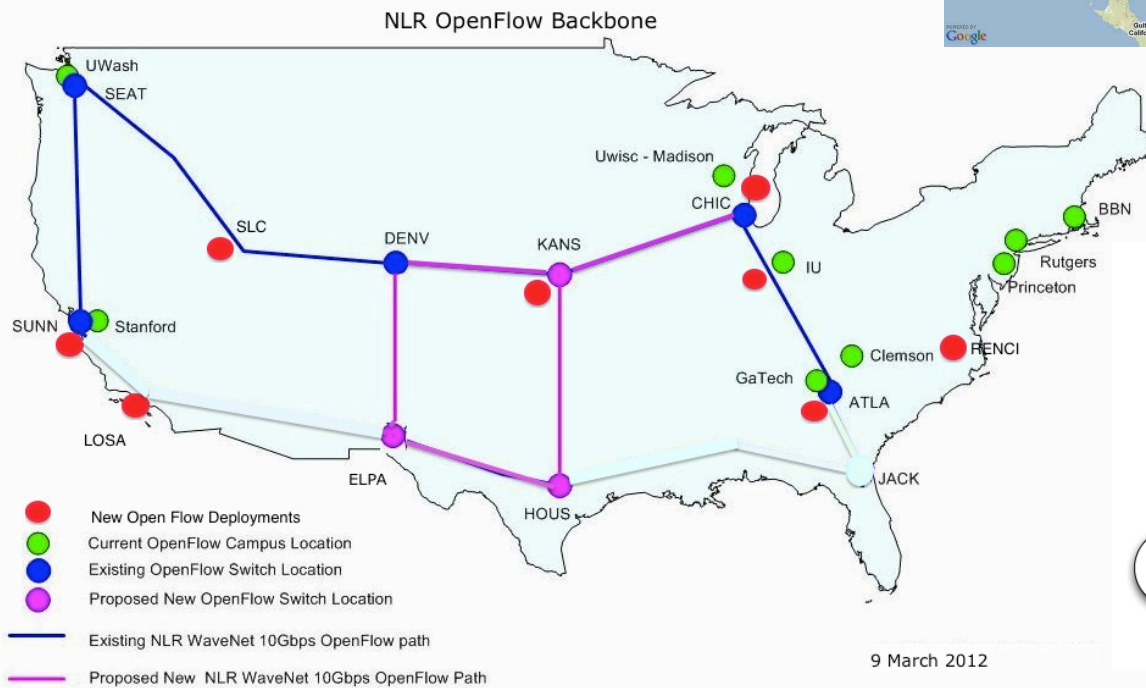 NLR OpenFlow Backbone
POWERED BY
Google
UWash
SEAT
Uwisc - Madison
CHIC
BBN
SLC
DENV
KANS
IU
Rutgers
Princeton
SUNN
Stanford
Clemson
RENCI
GaTech
ATLA
LOSA
ELPA
HOUS
JACK
New Open Flow Deployments
Current OpenFlow Campus Location
Existing OpenFlow Switch Location
Proposed New OpenFlow Switch Location
Existing NLR WaveNet 10Gbps OpenFlow path
Proposed New NLR WaveNet 10Gbps OpenFlow Path
9 March 2012